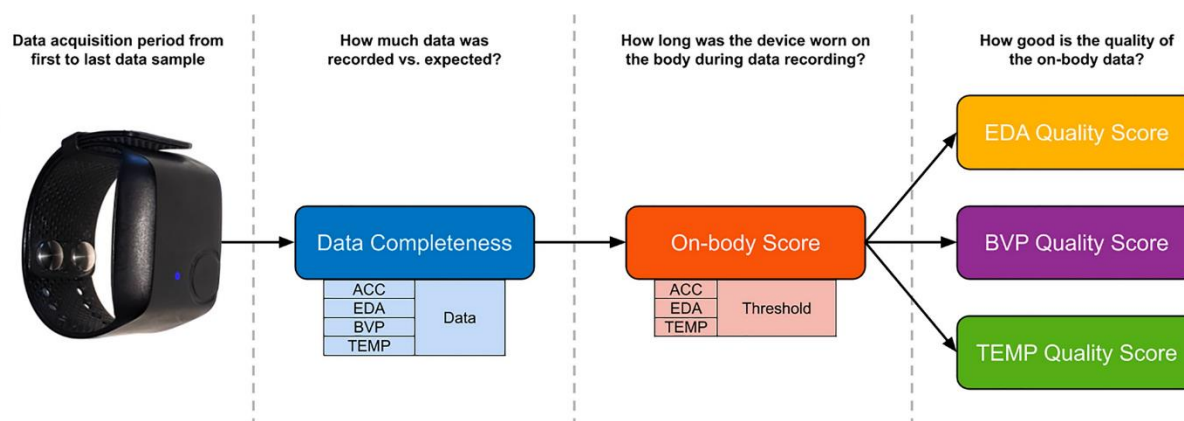 Data acquisition period from
first to last data sample
How much data was
recorded vs. expected?
How long was the device worn on
the body during data recording?
How good is the quality of
the on-body data?
Data Completeness
ACC
EDA
BVP
TEMP
Data
On-body Score
ACC
EDA
TEMP
Threshold
EDA Quality Score
BVP Quality Score
TEMP Quality Score